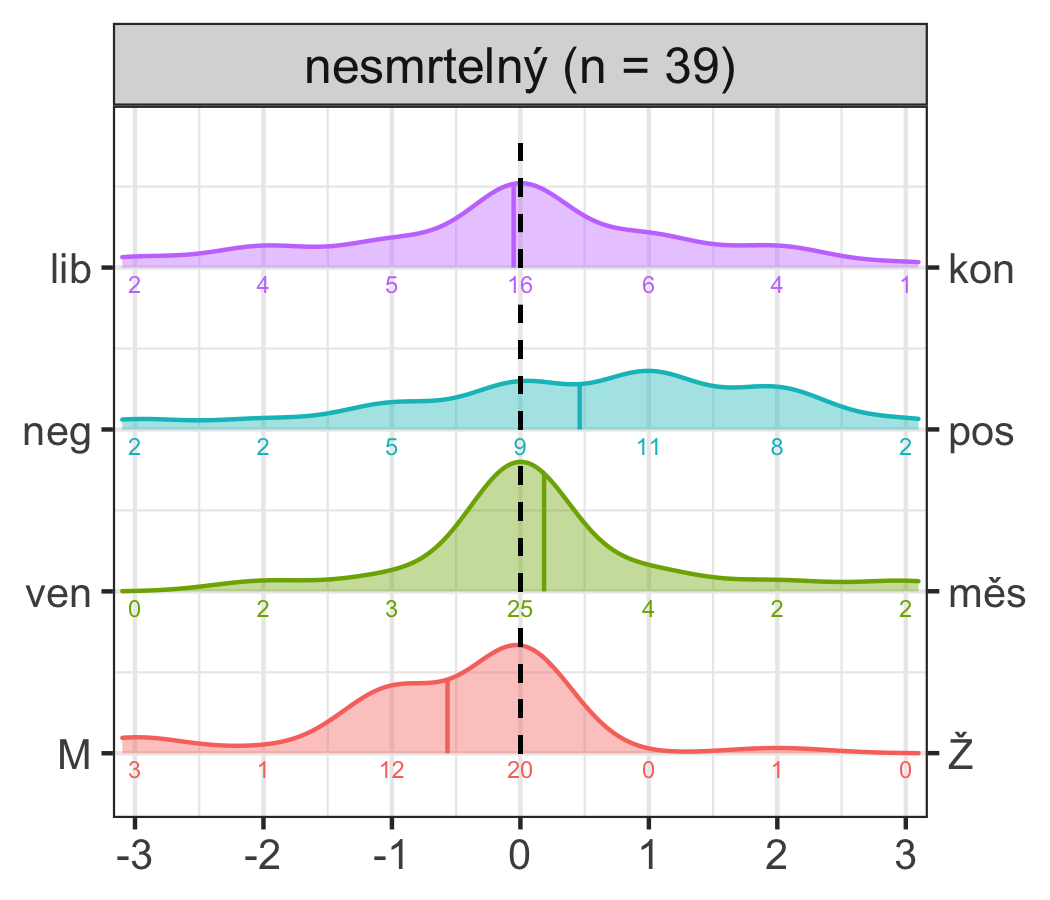 nesmrtelný (n = 39)
lib kon
2 4 5 16 6 4 1
neg pos
2 2 5 9 11 8 2
ven měs
0 2 3 25 4 2 2
M Ž
3 1 12 20 0 1 0
-3 -2 -1 0 1 2 3